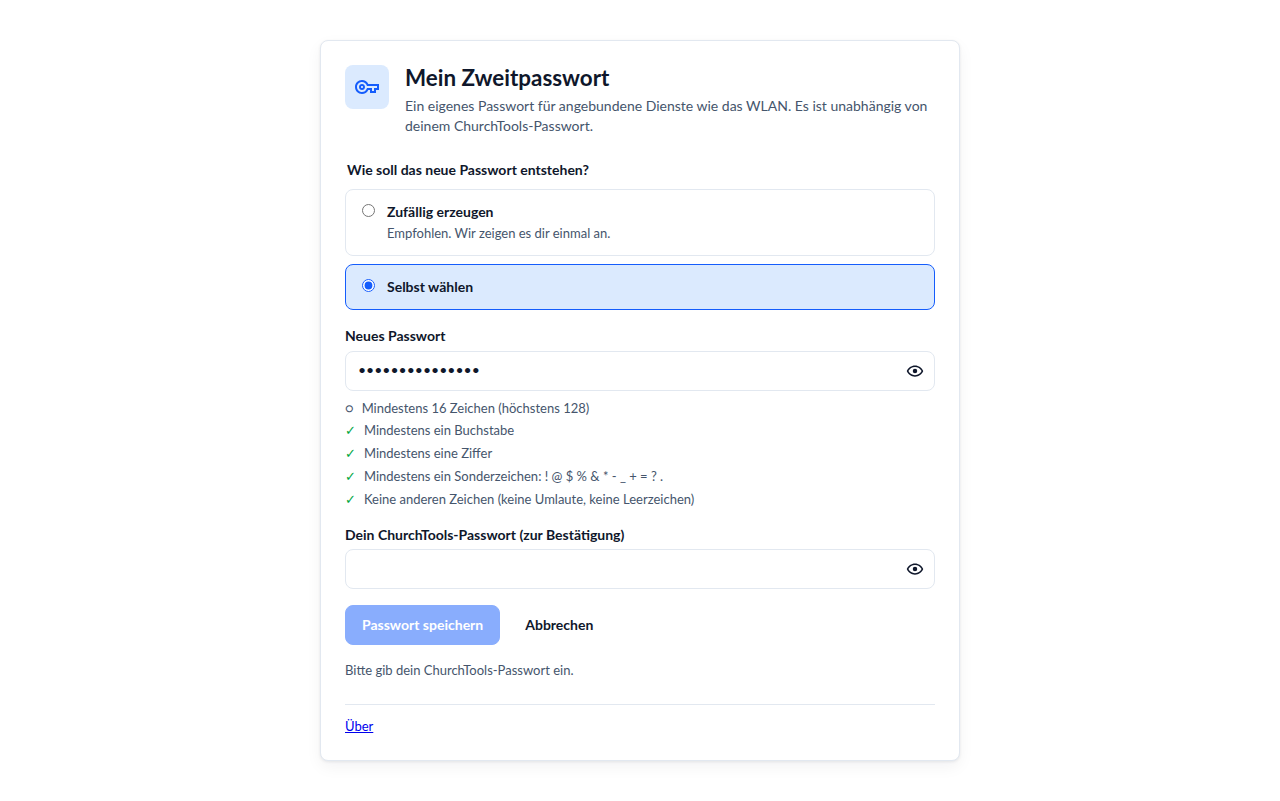 Mein Zweitpasswort
Ein eigenes Passwort für angebundene Dienste wie das WLAN. Es ist unabhängig von
deinem ChurchTools-Passwort.
Wie soll das neue Passwort entstehen?
Zufällig erzeugen
Empfohlen. Wir zeigen es dir einmal an.
Selbst wählen
Neues Passwort
•••••••••••••••
Mindestens 16 Zeichen (höchstens 128)
✓ Mindestens ein Buchstabe
✓ Mindestens eine Ziffer
✓ Mindestens ein Sonderzeichen: ! @ $ % & * - _ + = ? .
✓ Keine anderen Zeichen (keine Umlaute, keine Leerzeichen)
Dein ChurchTools-Passwort (zur Bestätigung)
Passwort speichern Abbrechen
Bitte gib dein ChurchTools-Passwort ein.
Über